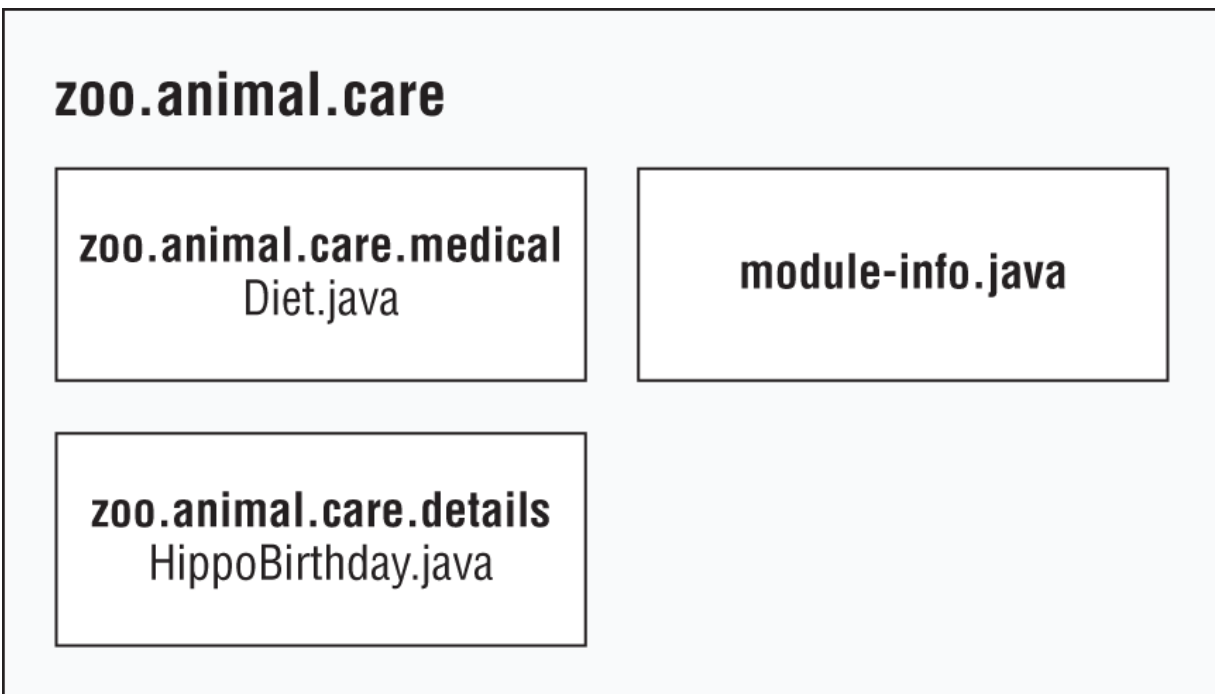 zoo.animal.care
zoo.animal.care.medical
Diet.java
module-info.java
zoo.animal.care.details
HippoBirthday.java